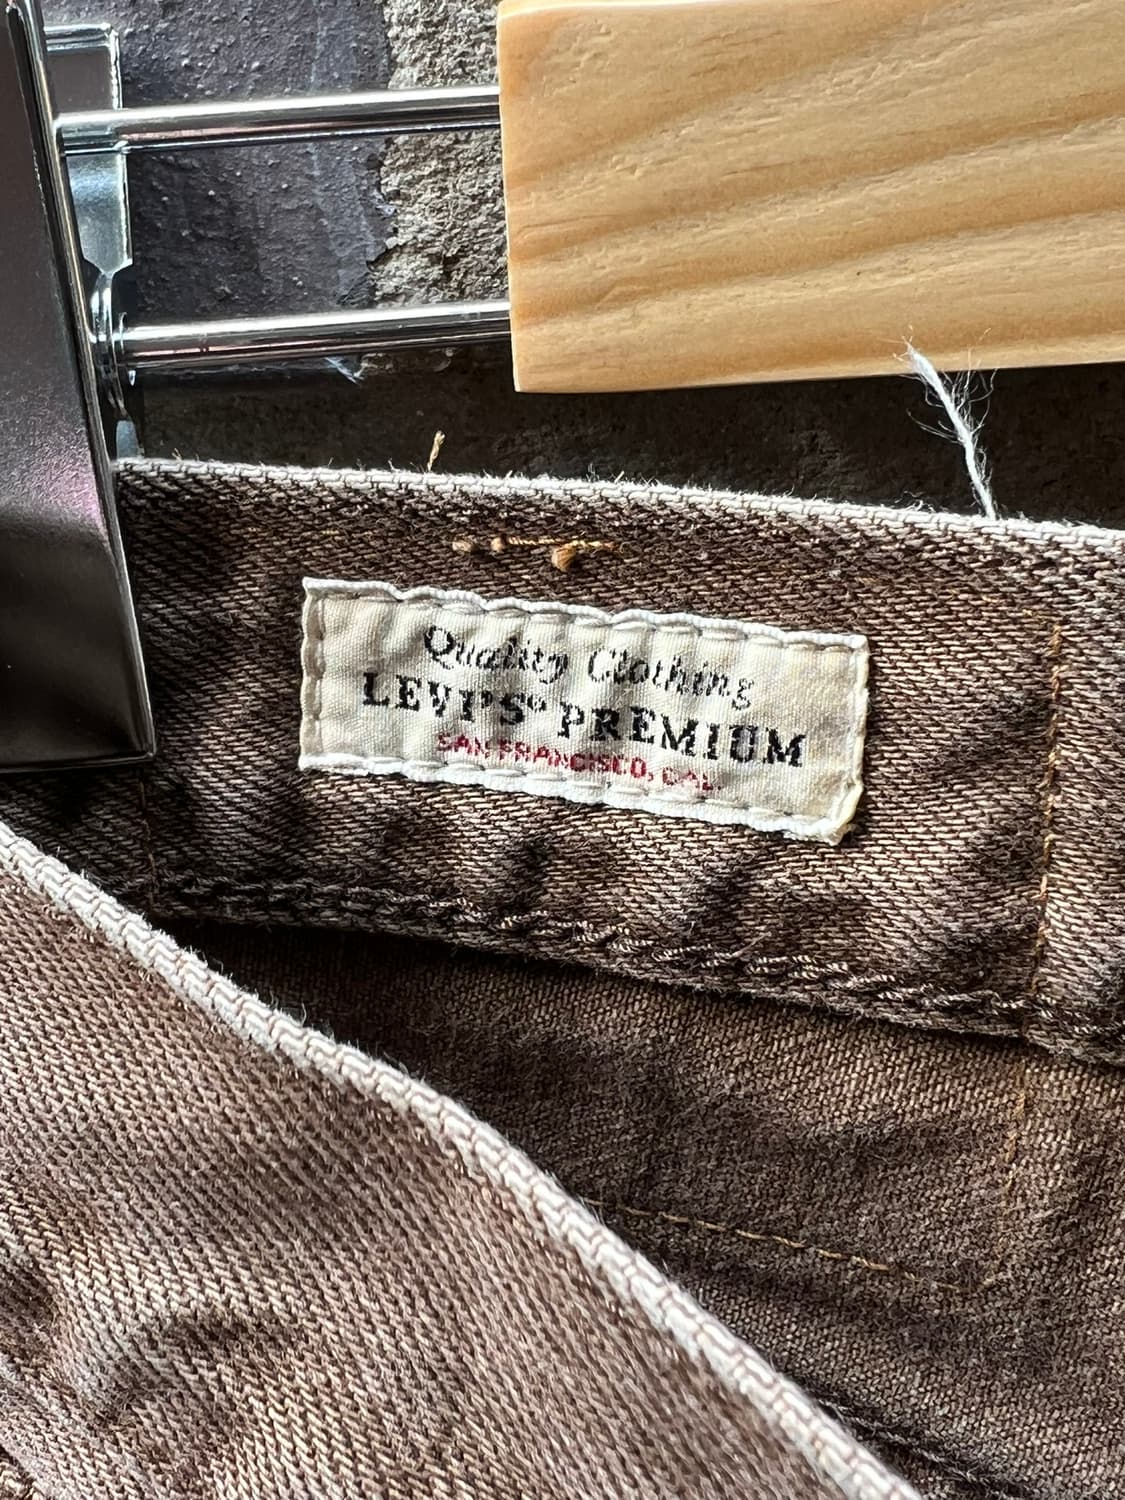 Quality Clothing
LEVI'S® PREMIUM
SAN FRANCISCO, CAL.